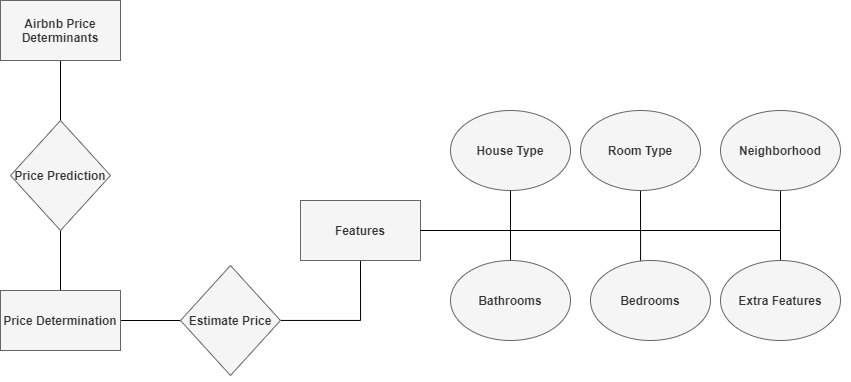 Airbnb Price
Determinants
Price Prediction
Price Determination
Estimate Price
Features
House Type
Room Type
Neighborhood
Bathrooms
Bedrooms
Extra Features